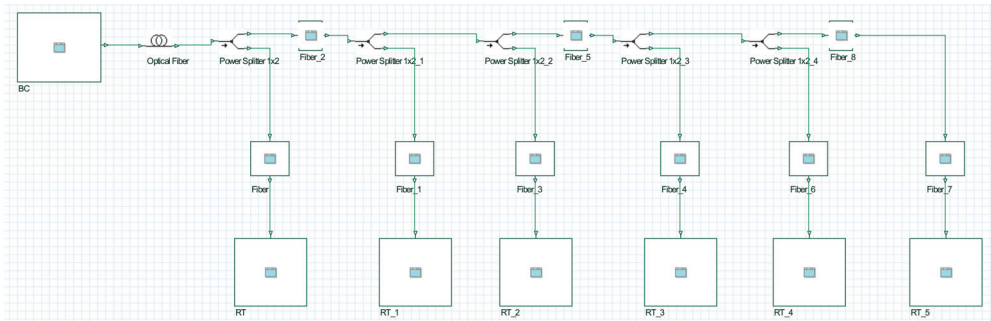 BC
Optical Fiber
Power Splitter 1x2
Fiber_2
Power Splitter 1x2_1
Power Splitter 1x2_2
Fiber_5
Power Splitter 1x2_3
Power Splitter 1x2_4
Fiber_8
Fiber
Fiber_1
Fiber_3
Fiber_4
Fiber_6
Fiber_7
RT
RT_1
RT_2
RT_3
RT_4
RT_5